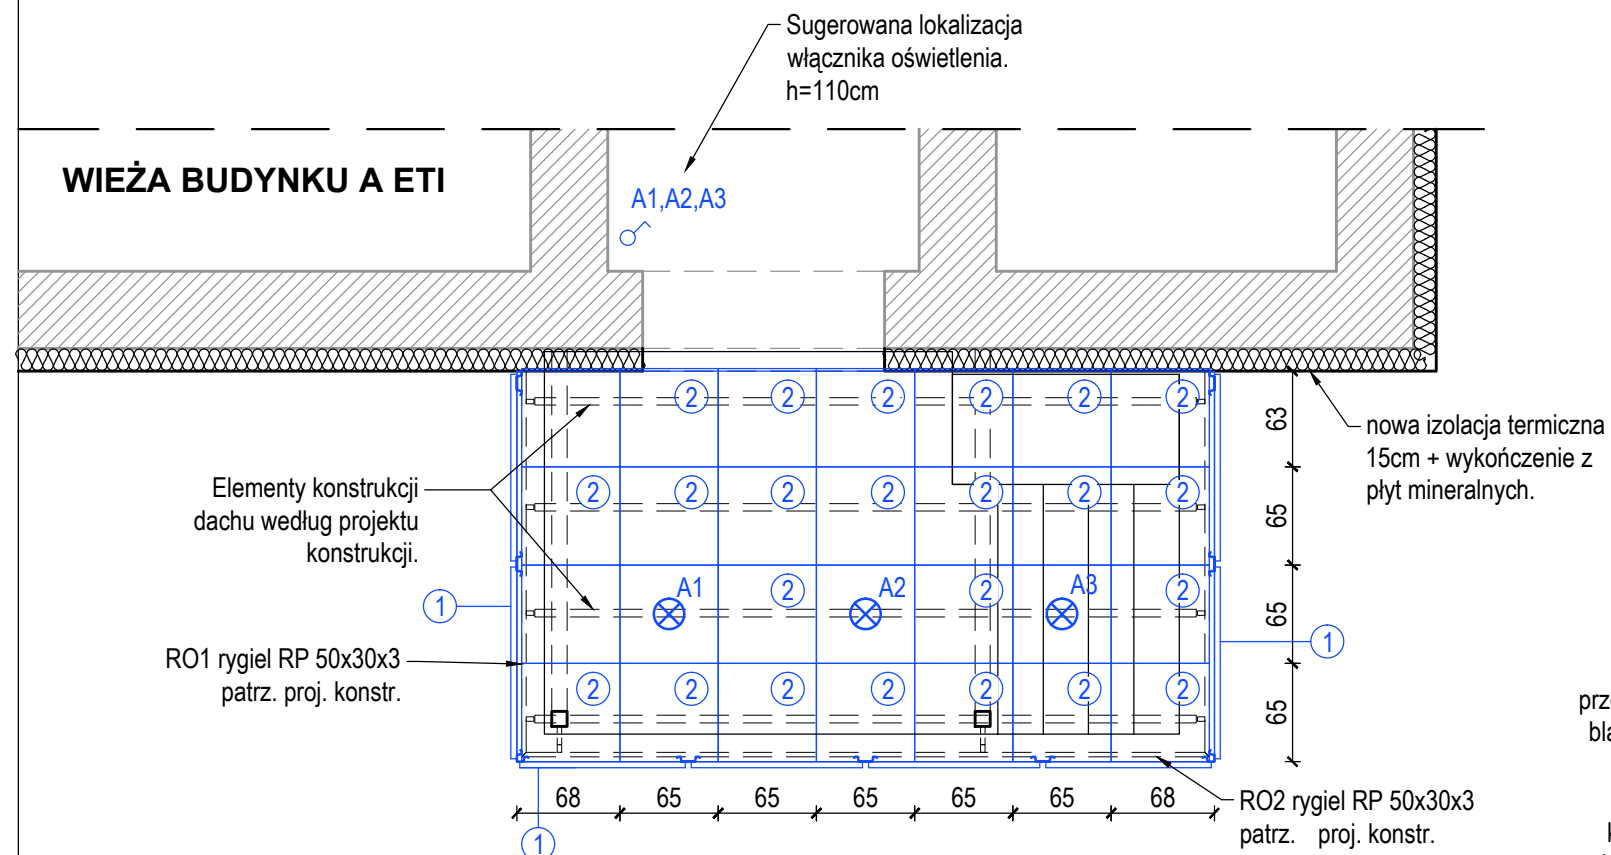 Sugerowana lokalizacja
włącznika oświetlenia.
h=110cm
WIEŻA BUDYNKU A ETI
A1,A2,A3
2 2 2 2 2 2
63
nowa izolacja termiczna
15cm + wykończenie z
płyt mineralnych.
Elementy konstrukcji
dachu według projektu
konstrukcji.
2 2 2 2 2 2 2
65
A1 2 A2 2 A3 2
1
65
1
RO1 rygiel RP 50x30x3
patrz. proj. konstr.
2 2 2 2 2 2 2
65
68 65 65 65 65 65 68
RO2 rygiel RP 50x30x3
patrz. proj. konstr.
1